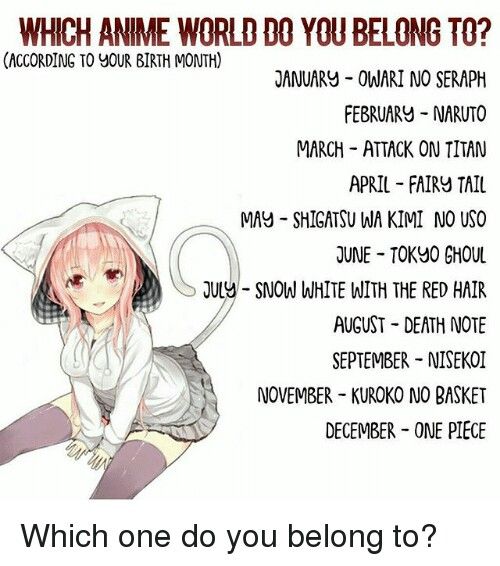 WHICH ANIME WORLD DO YOU BELONG TO?
(ACCORDING TO YOUR BIRTH MONTH)
JANUARY - OWARI NO SERAPH
FEBRUARY - NARUTO
MARCH - ATTACK ON TITAN
APRIL - FAIRY TAIL
MAY - SHIGATSU WA KIMI NO USO
JUNE - TOKYO GHOUL
JULY - SNOW WHITE WITH THE RED HAIR
AUGUST - DEATH NOTE
SEPTEMBER - NISEKOI
NOVEMBER - KUROKO NO BASKET
DECEMBER - ONE PIECE
Which one do you belong to?